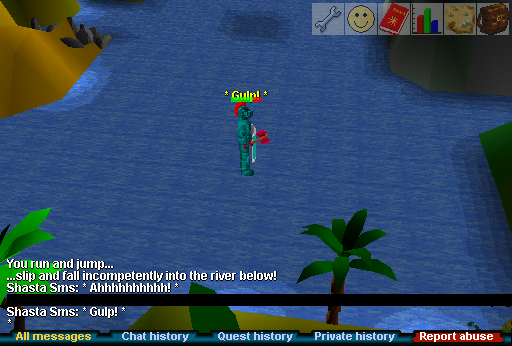 * Gulp! *
You run and jump...
...slip and fall incompetently into the river below!
Shasta Sms: * Ahhhhhhhhhh! *
Shasta Sms: * Gulp! *
*
All messages Chat history Quest history Private history Report abuse